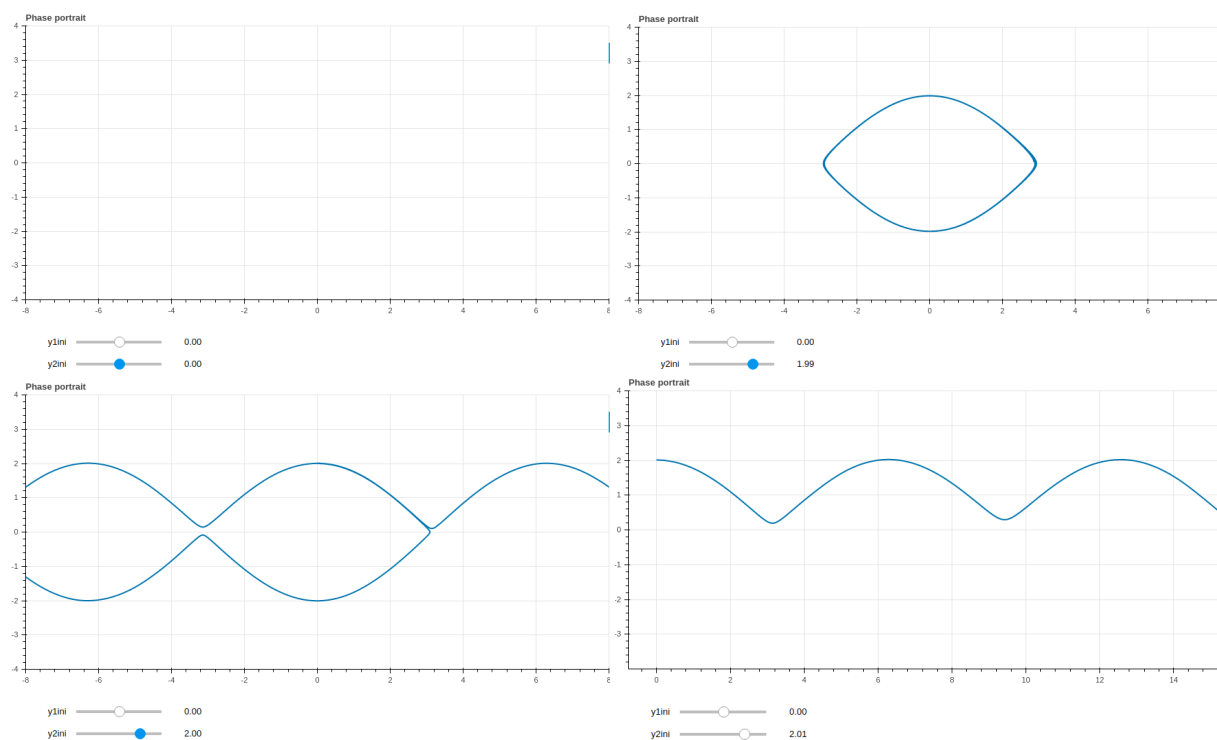 Phase portrait
4
3
2
1
0
-1
-2
-3
-4
-8 -6 -4 -2 0 2 4 6 8
y1ini 0.00
y2ini 0.00
Phase portrait
4
3
2
1
0
-1
-2
-3
-4
-8 -6 -4 -2 0 2 4 6
y1ini 0.00
y2ini 1.99
Phase portrait
4
3
2
1
0
-1
-2
-3
-4
-8 -6 -4 -2 0 2 4 6 8
y1ini 0.00
y2ini 2.00
Phase portrait
4
3
2
1
0
-1
-2
-3
0 2 4 6 8 10 12 14
y1ini 0.00
y2ini 2.01